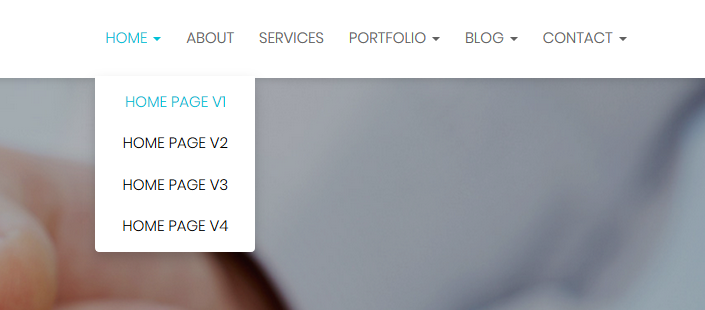 HOME ABOUT SERVICES PORTFOLIO BLOG CONTACT
HOME PAGE V1
HOME PAGE V2
HOME PAGE V3
HOME PAGE V4